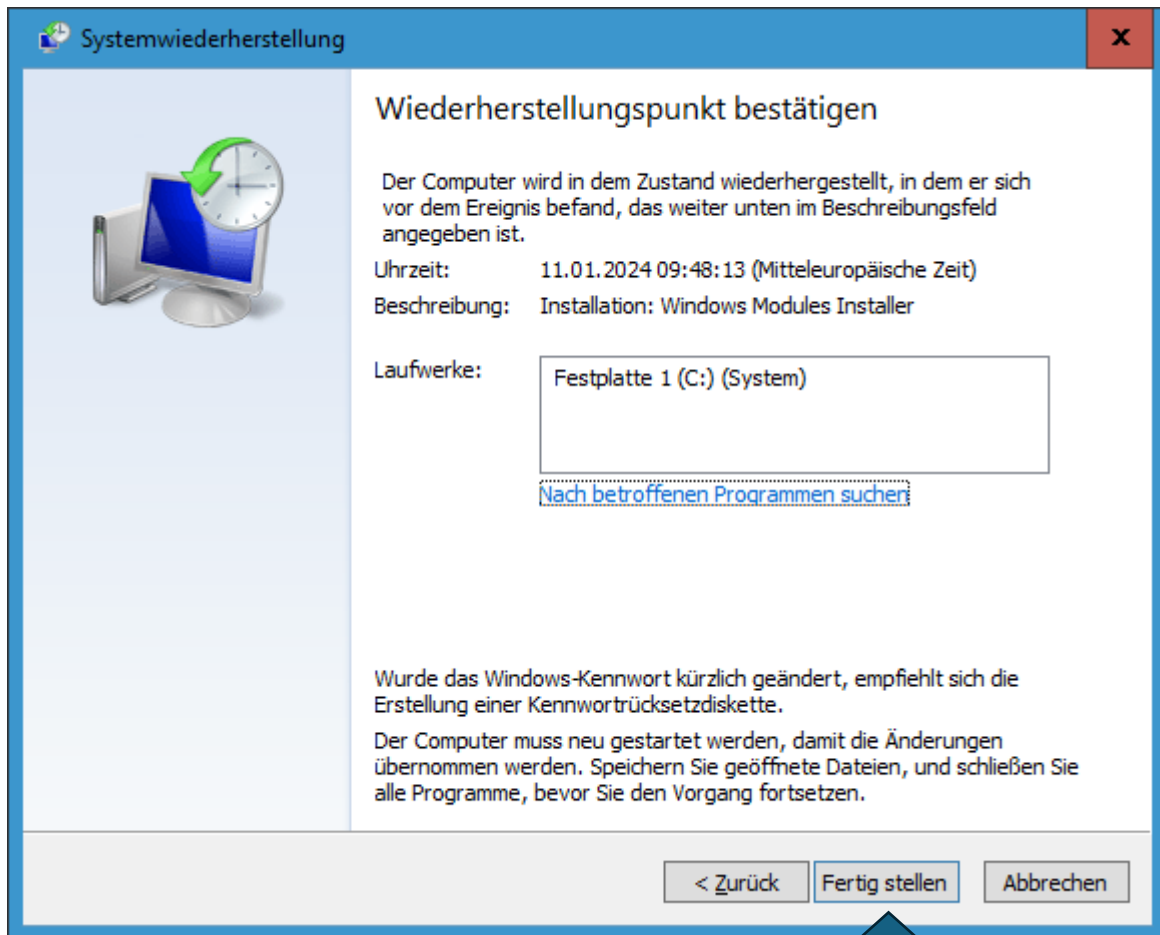 Systemwiederherstellung
x
Wiederherstellungspunkt bestätigen
Der Computer wird in dem Zustand wiederhergestellt, in dem er sich
vor dem Ereignis befand, das weiter unten im Beschreibungsfeld
angegeben ist.
Uhrzeit: 11.01.2024 09:48:13 (Mitteleuropäische Zeit)
Beschreibung: Installation: Windows Modules Installer
Laufwerke: Festplatte 1 (C:) (System)
Nach betroffenen Programmen suchen
Wurde das Windows-Kennwort kürzlich geändert, empfiehlt sich die
Erstellung einer Kennwortrücksetzdiskette.
Der Computer muss neu gestartet werden, damit die Änderungen
übernommen werden. Speichern Sie geöffnete Dateien, und schließen Sie
alle Programme, bevor Sie den Vorgang fortsetzen.
< Zurück Fertig stellen Abbrechen